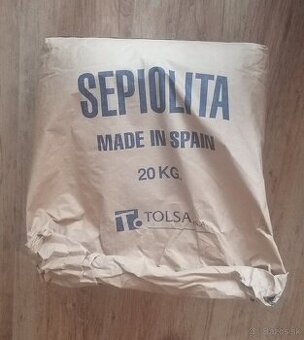 SEPIOLITA
MADE IN SPAIN
20 KG
TOLSA